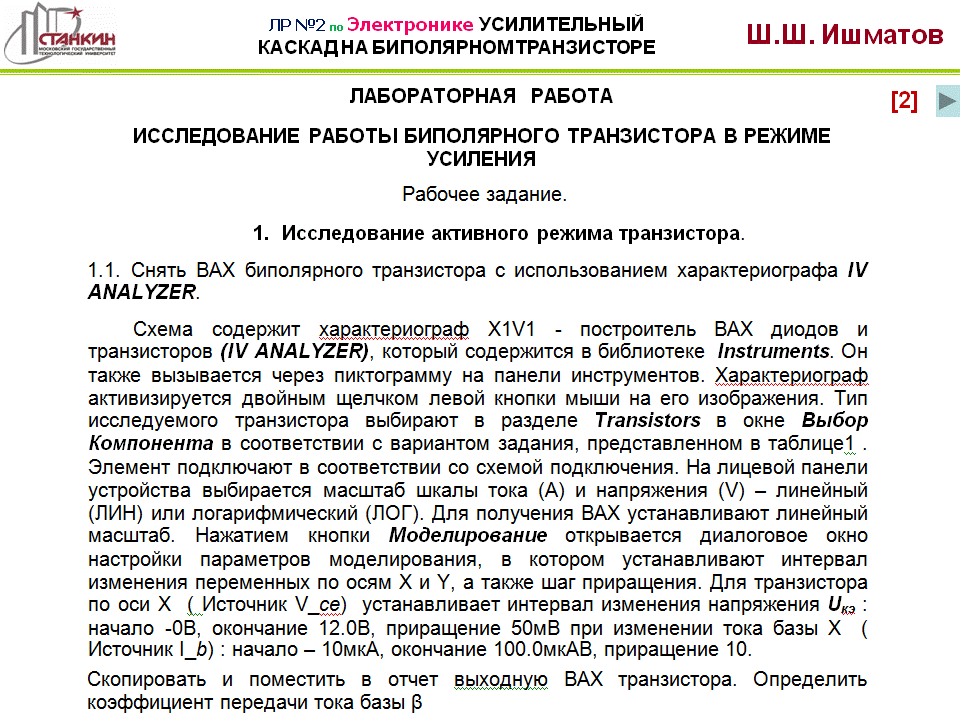 СТАНКИН
МОСКОВСКИЙ ГОСУДАРСТВЕННЫЙ
ТЕХНОЛОГИЧЕСКИЙ УНИВЕРСИТЕТ
ЛР №2 по Электронике УСИЛИТЕЛЬНЫЙ
КАСКАД НА БИПОЛЯРНОМТРАНЗИСТОРЕ
Ш.Ш. Ишматов
[2]
ЛАБОРАТОРНАЯ РАБОТА
ИССЛЕДОВАНИЕ РАБОТЫ БИПОЛЯРНОГО ТРАНЗИСТОРА В РЕЖИМЕ
УСИЛЕНИЯ
Рабочее задание.
1. Исследование активного режима транзистора.
1.1. Снять ВАХ биполярного транзистора с использованием характериографа IV
ANALYZER.
Схема содержит характериограф X1V1 - построитель ВАХ диодов и
транзисторов (IV ANALYZER), который содержится в библиотеке Instruments. Он
также вызывается через пиктограмму на панели инструментов. Характериограф
активизируется двойным щелчком левой кнопки мыши на его изображения. Тип
исследуемого транзистора выбирают в разделе Transistors в окне Выбор
Компонента в соответствии с вариантом задания, представленном в таблице1 .
Элемент подключают в соответствии со схемой подключения. На лицевой панели
устройства выбирается масштаб шкалы тока (А) и напряжения (V) – линейный
(ЛИН) или логарифмический (ЛОГ). Для получения ВАХ устанавливают линейный
масштаб. Нажатием кнопки Моделирование открывается диалоговое окно
настройки параметров моделирования, в котором устанавливают интервал
изменения переменных по осям X и Y, а также шаг приращения. Для транзистора
по оси X ( Источник V_ce) устанавливает интервал изменения напряжения Uкэ :
начало -0В, окончание 12.0В, приращение 50мВ при изменении тока базы X (
Источник I_b) : начало – 10мкА, окончание 100.0мкАВ, приращение 10.
Скопировать и поместить в отчет выходную ВАХ транзистора. Определить
коэффициент передачи тока базы β